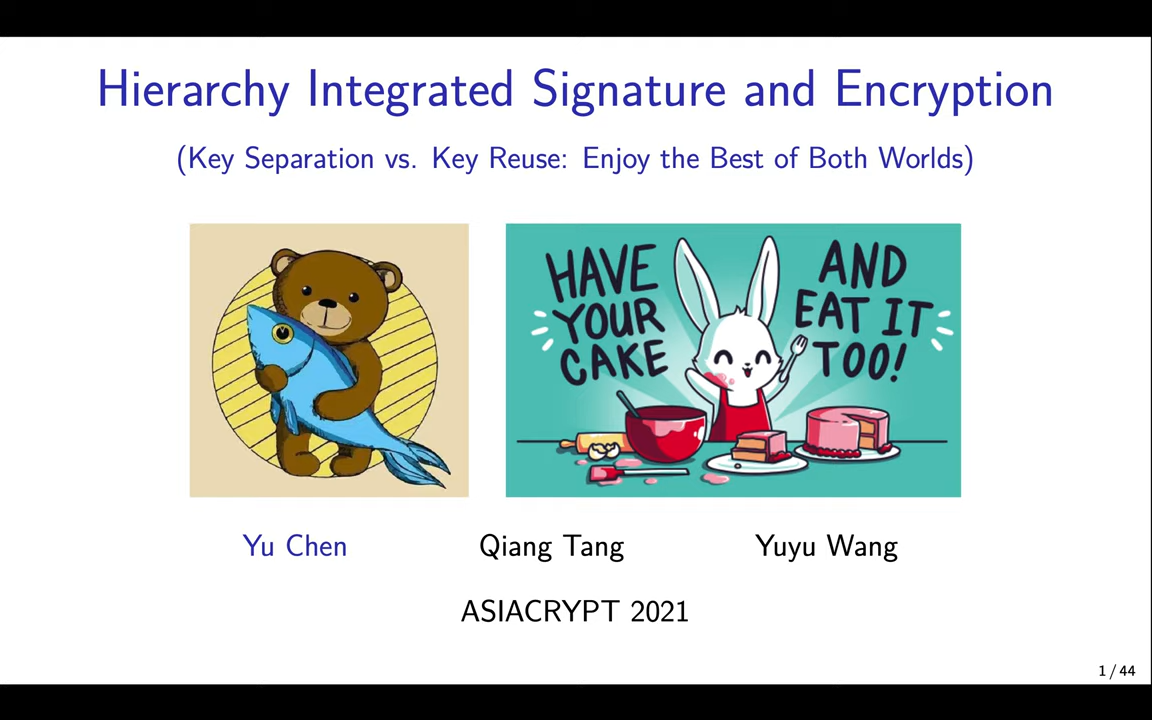 Hierarchy Integrated Signature and Encryption
(Key Separation vs. Key Reuse: Enjoy the Best of Both Worlds)
HAVE
YOUR
CAKE
AND
EAT IT
TOO!
Yu Chen
Qiang Tang
Yuyu Wang
ASIACRYPT 2021
1 / 44